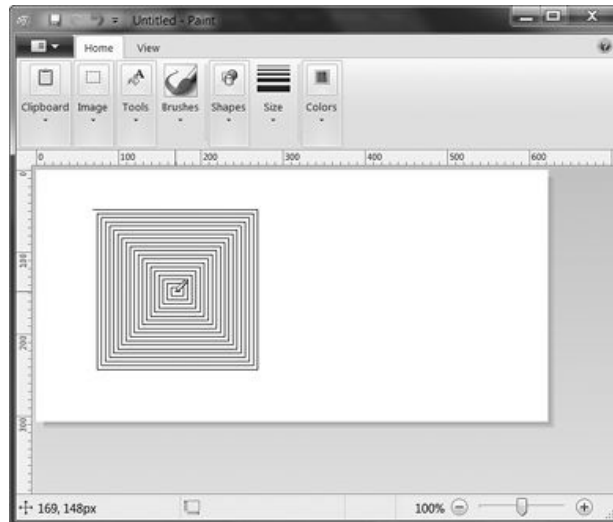 Untitled - Paint
Home View
Clipboard Image Tools Brushes Shapes Size Colors
0 100 200 300 400 500 600
0
100
200
300
169, 148px
100%